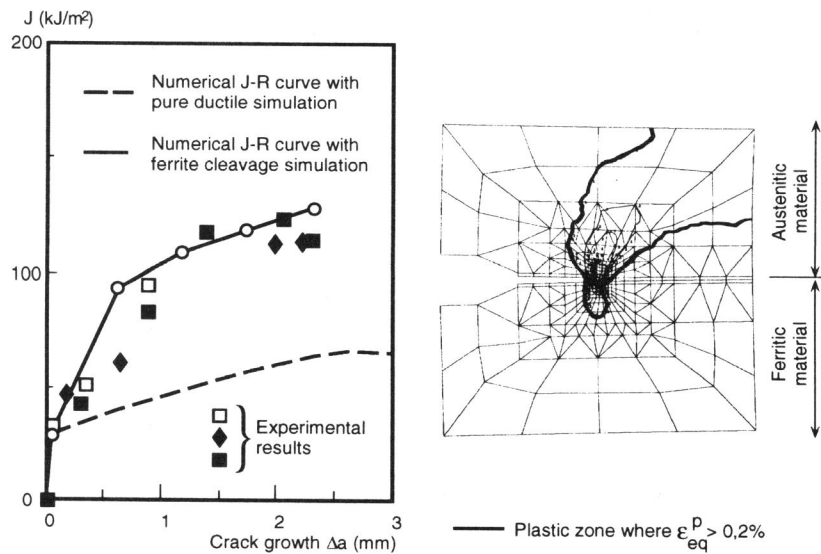 J (kJ/m²)
200
100
0
Numerical J-R curve with
pure ductile simulation
Numerical J-R curve with
ferrite cleavage simulation
Experimental
results
0
1
2
3
Crack growth Δa (mm)
Austenitic
material
Ferritic
material
Plastic zone where ε^p_eq > 0,2%